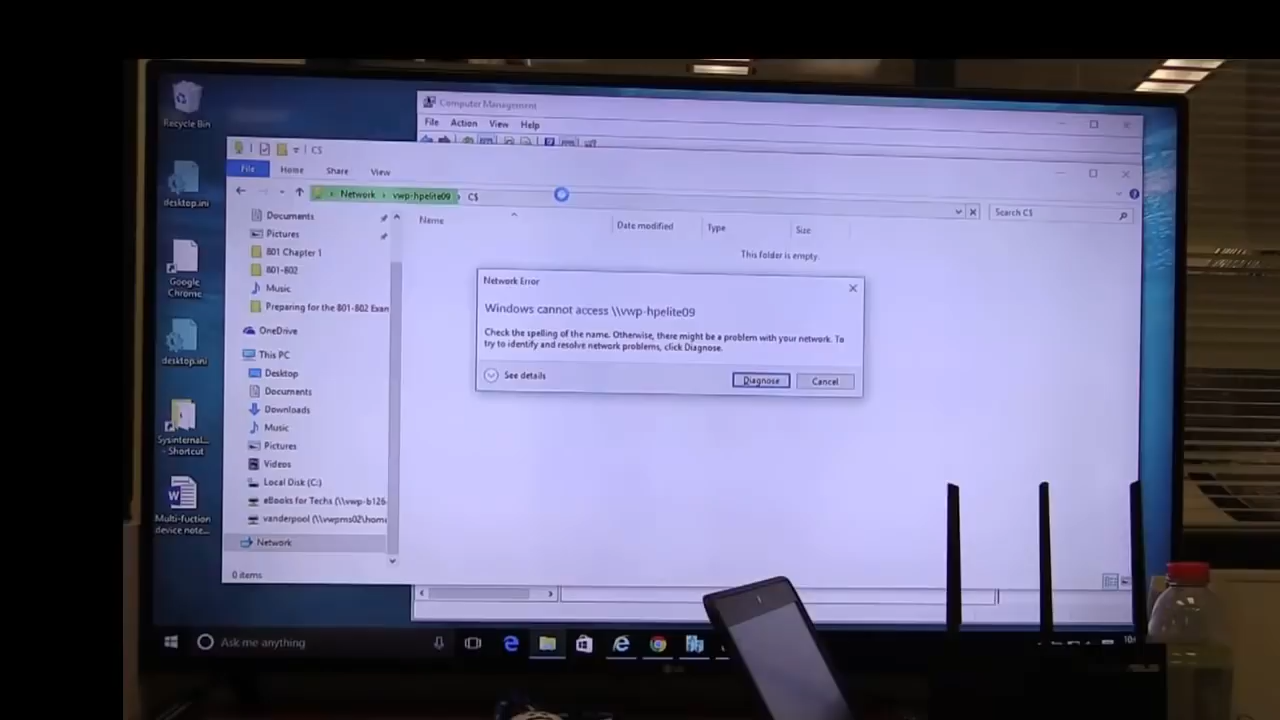 Recycle Bin
desktop.ini
Google
Chrome
desktop.ini
Sysinternal...
- Shortcut
Multi-fuction
device note...
Computer Management
File Action View Help
C$
File Home Share View
Network vwp-hpelite09 C$
Search C$
Documents
Pictures
801 Chapter 1
801-802
Music
Preparing for the 801-802 Exam
OneDrive
This PC
Desktop
Documents
Downloads
Music
Pictures
Videos
Local Disk (C:)
eBooks for Techs (\\vwp-b126
vanderpool (\\vwpms02\home
Network
0 items
Name Date modified Type Size
This folder is empty.
Network Error
Windows cannot access \\vwp-hpelite09
Check the spelling of the name. Otherwise, there might be a problem with your network. To
try to identify and resolve network problems, click Diagnose.
See details
Diagnose Cancel
Ask me anything